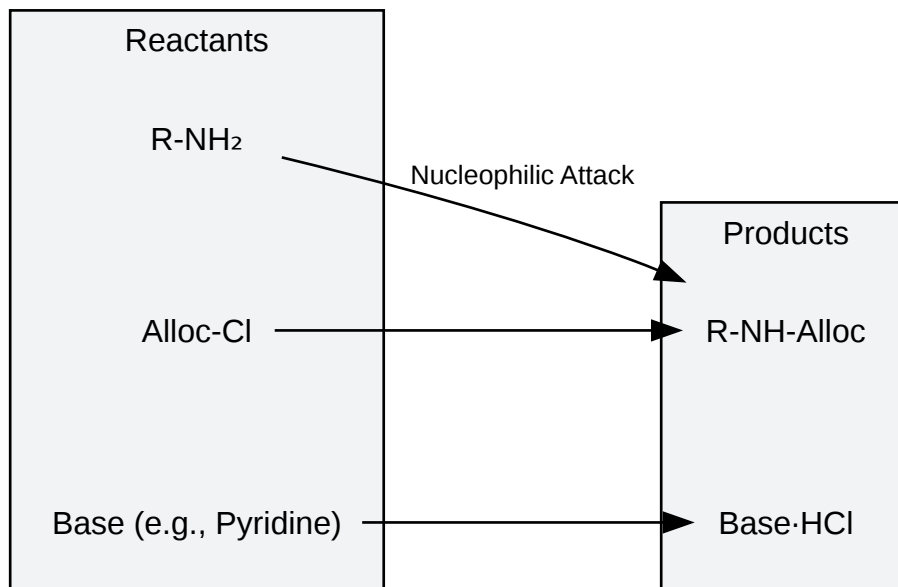 Reactants
R-NH₂
Nucleophilic Attack
Products
Alloc-Cl
R-NH-Alloc
Base (e.g., Pyridine)
Base·HCl